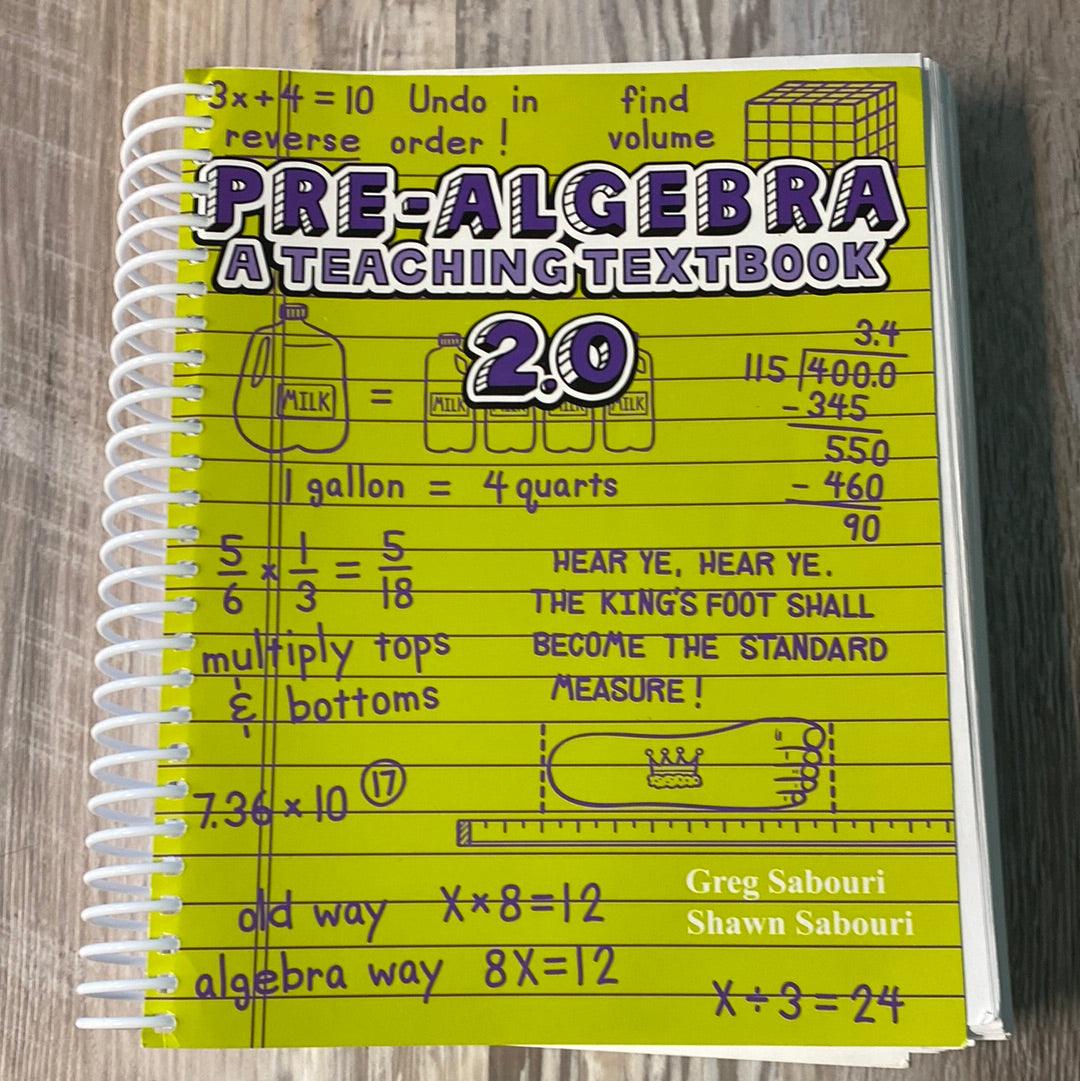 3x+4=10 Undo in find
reverse order! volume
PRE-ALGEBRA
A TEACHING TEXTBOOK
2.0
MILK = MILK MILK MILK MILK
3.4
115 400.0
-345
550
- 460
90
1 gallon = 4 quarts
5/6 × 1/3 = 5/18
multiply tops
& bottoms
HEAR YE, HEAR YE.
THE KING'S FOOT SHALL
BECOME THE STANDARD
MEASURE!
7.36 × 10 17
old way X×8=12
algebra way 8X=12
Greg Sabouri
Shawn Sabouri
X÷3=24